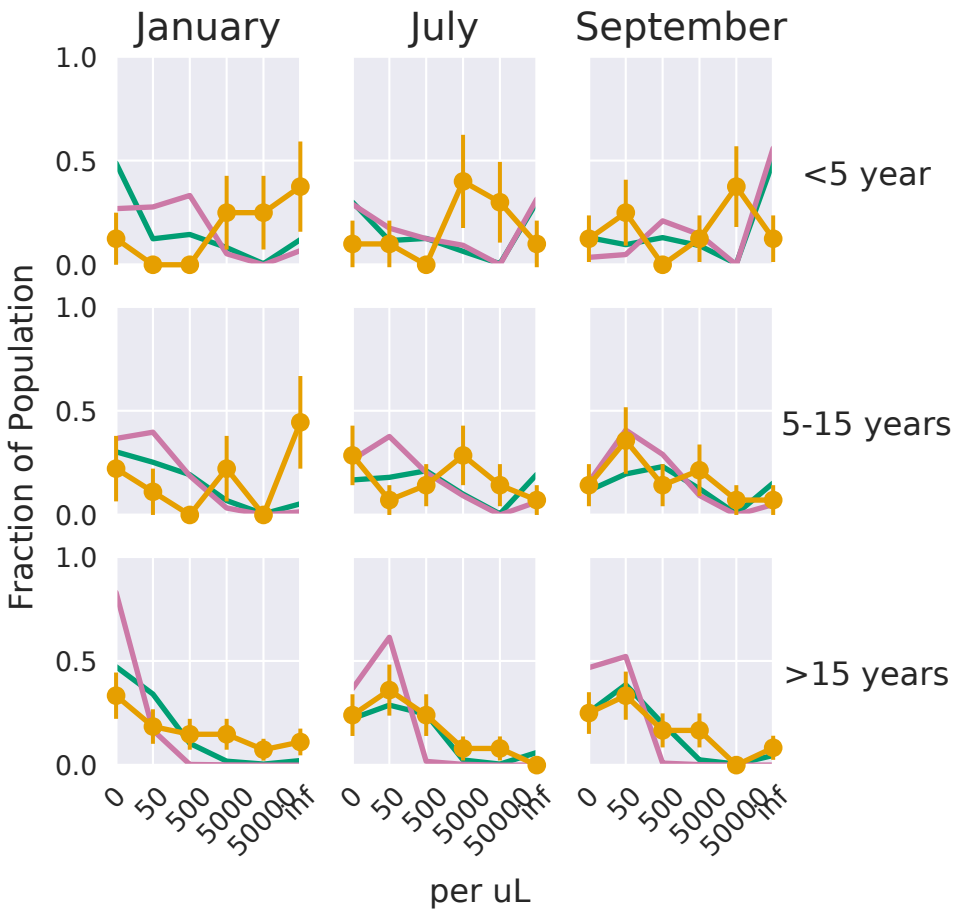 January July September
1.0
0.5
0.0
<5 year
1.0
0.5
0.0
5-15 years
1.0
0.5
0.0
>15 years
Fraction of Population
0 50 500 5000 50000 inf 0 50 500 5000 50000 inf 0 50 500 5000 50000 inf
per uL